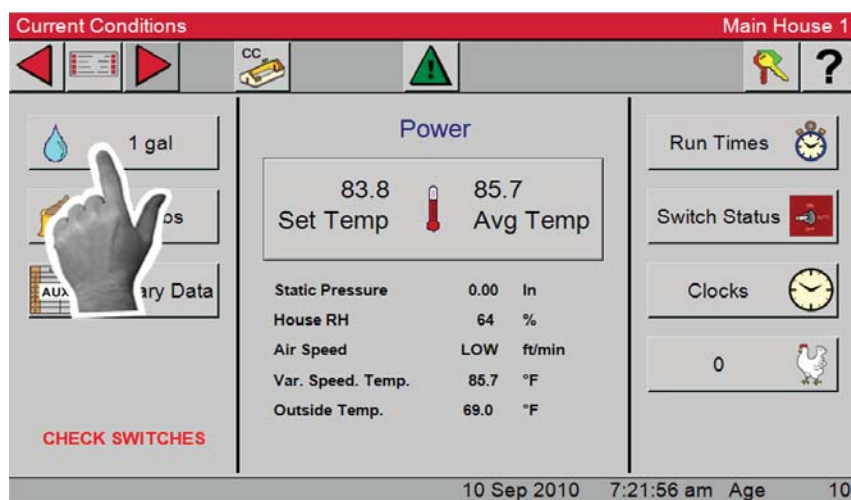 Current Conditions Main House 1
CC
!
?
1 gal
AUX
ary Data
CHECK SWITCHES
Power
83.8 85.7
Set Temp Avg Temp
Static Pressure 0.00 In
House RH 64 %
Air Speed LOW ft/min
Var. Speed. Temp. 85.7 °F
Outside Temp. 69.0 °F
Run Times
Switch Status
Clocks
0
10 Sep 2010 7:21:56 am Age 10